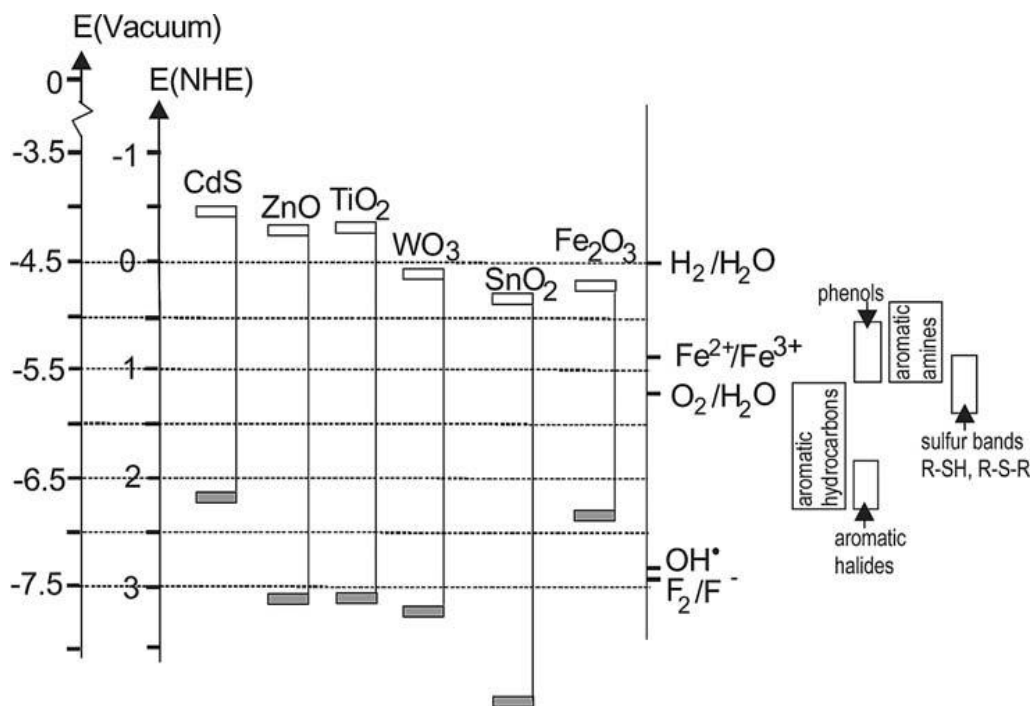 E(Vacuum)
E(NHE)
0
-3.5
-4.5
-5.5
-6.5
-7.5
-1
0
1
2
3
CdS
ZnO
TiO₂
WO₃
SnO₂
Fe₂O₃
H₂/H₂O
Fe²⁺/Fe³⁺
O₂/H₂O
OH•
F₂/F⁻
phenols
aromatic
amines
aromatic
hydrocarbons
sulfur bands
R-SH, R-S-R
aromatic
halides